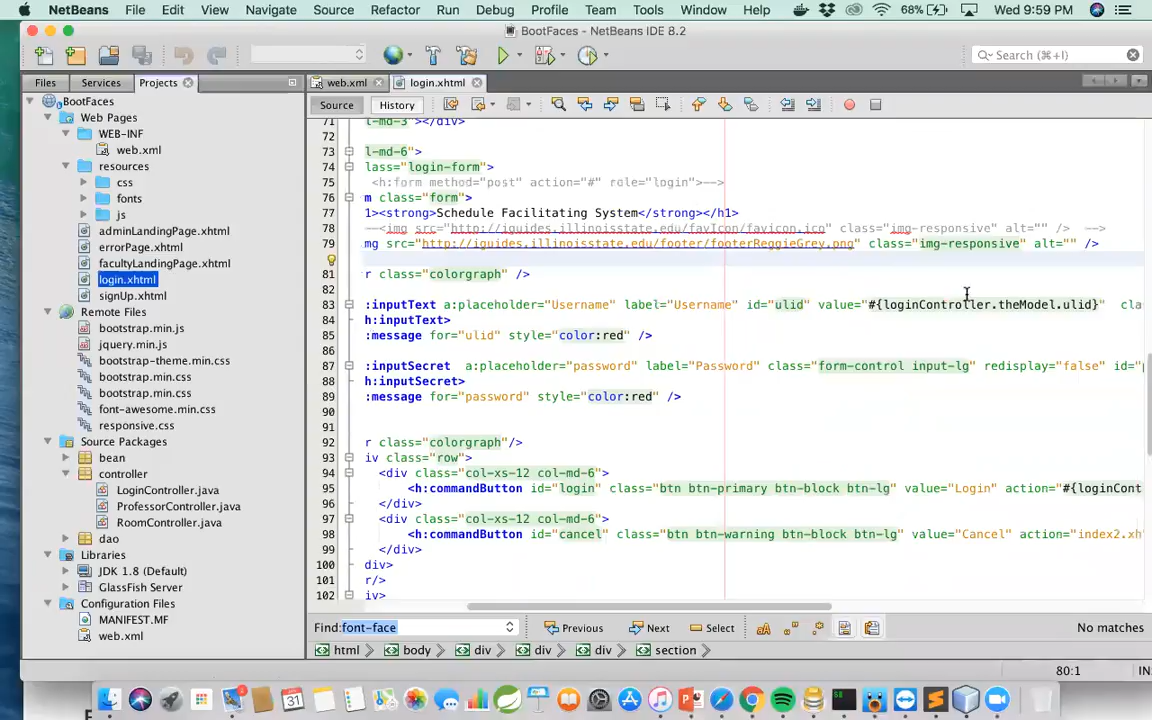 NetBeans File Edit View Navigate Source Refactor Run Debug Profile Team Tools Window Help 68% Wed 9:59 PM
BootFaces - NetBeans IDE 8.2
Search (⌘+I)
Files Services Projects web.xml login.xhtml
Source History
BootFaces
Web Pages
WEB-INF
web.xml
resources
css
fonts
js
adminLandingPage.xhtml
errorPage.xhtml
facultyLandingPage.xhtml
login.xhtml
signUp.xhtml
Remote Files
bootstrap.min.js
jquery.min.js
bootstrap-theme.min.css
bootstrap.min.css
bootstrap.min.css
font-awesome.min.css
responsive.css
Source Packages
bean
controller
LoginController.java
ProfessorController.java
RoomController.java
dao
Libraries
JDK 1.8 (Default)
GlassFish Server
Configuration Files
MANIFEST.MF
web.xml
71 l-md-3"></div>
72
73 l-md-6">
74 lass="login-form">
75 <h:form method="post" action="#" role="login">-->
76 m class="form">
77 1><strong>Schedule Facilitating System</strong></h1>
78 --<img src="http://iguides.illinoisstate.edu/favIcon/favicon.ico" class="img-responsive" alt="" /> -->
79 mg src="http://iguides.illinoisstate.edu/footer/footerReggieGrey.png" class="img-responsive" alt="" />
81 r class="colorgraph" />
82
83 :inputText a:placeholder="Username" label="Username" id="ulid" value="#{loginController.theModel.ulid}" cla
84 h:inputText>
85 :message for="ulid" style="color:red" />
86
87 :inputSecret a:placeholder="password" label="Password" class="form-control input-lg" redisplay="false" id="p
88 h:inputSecret>
89 :message for="password" style="color:red" />
90
91
92 r class="colorgraph"/>
93 iv class="row">
94 <div class="col-xs-12 col-md-6">
95 <h:commandButton id="login" class="btn btn-primary btn-block btn-lg" value="Login" action="#{loginCont
96 </div>
97 <div class="col-xs-12 col-md-6">
98 <h:commandButton id="cancel" class="btn btn-warning btn-block btn-lg" value="Cancel" action="index2.xh
99 </div>
100 div>
101 r/>
102 iv>
Find: font-face Previous Next Select No matches
html body div div div section
80:1 IN
31